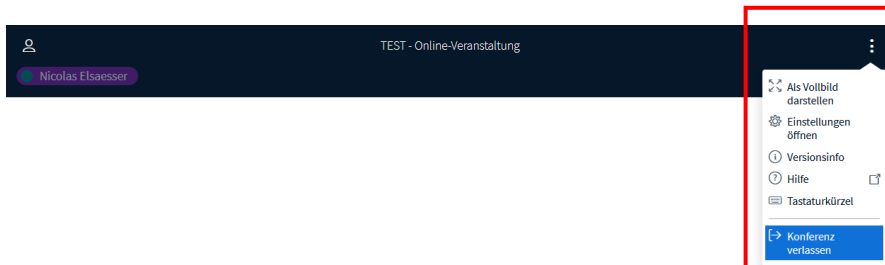 TEST - Online-Veranstaltung
Nicolas Elsaesser
Als Vollbild
darstellen
Einstellungen
öffnen
Versionsinfo
Hilfe
Tastaturkürzel
Konferenz
verlassen